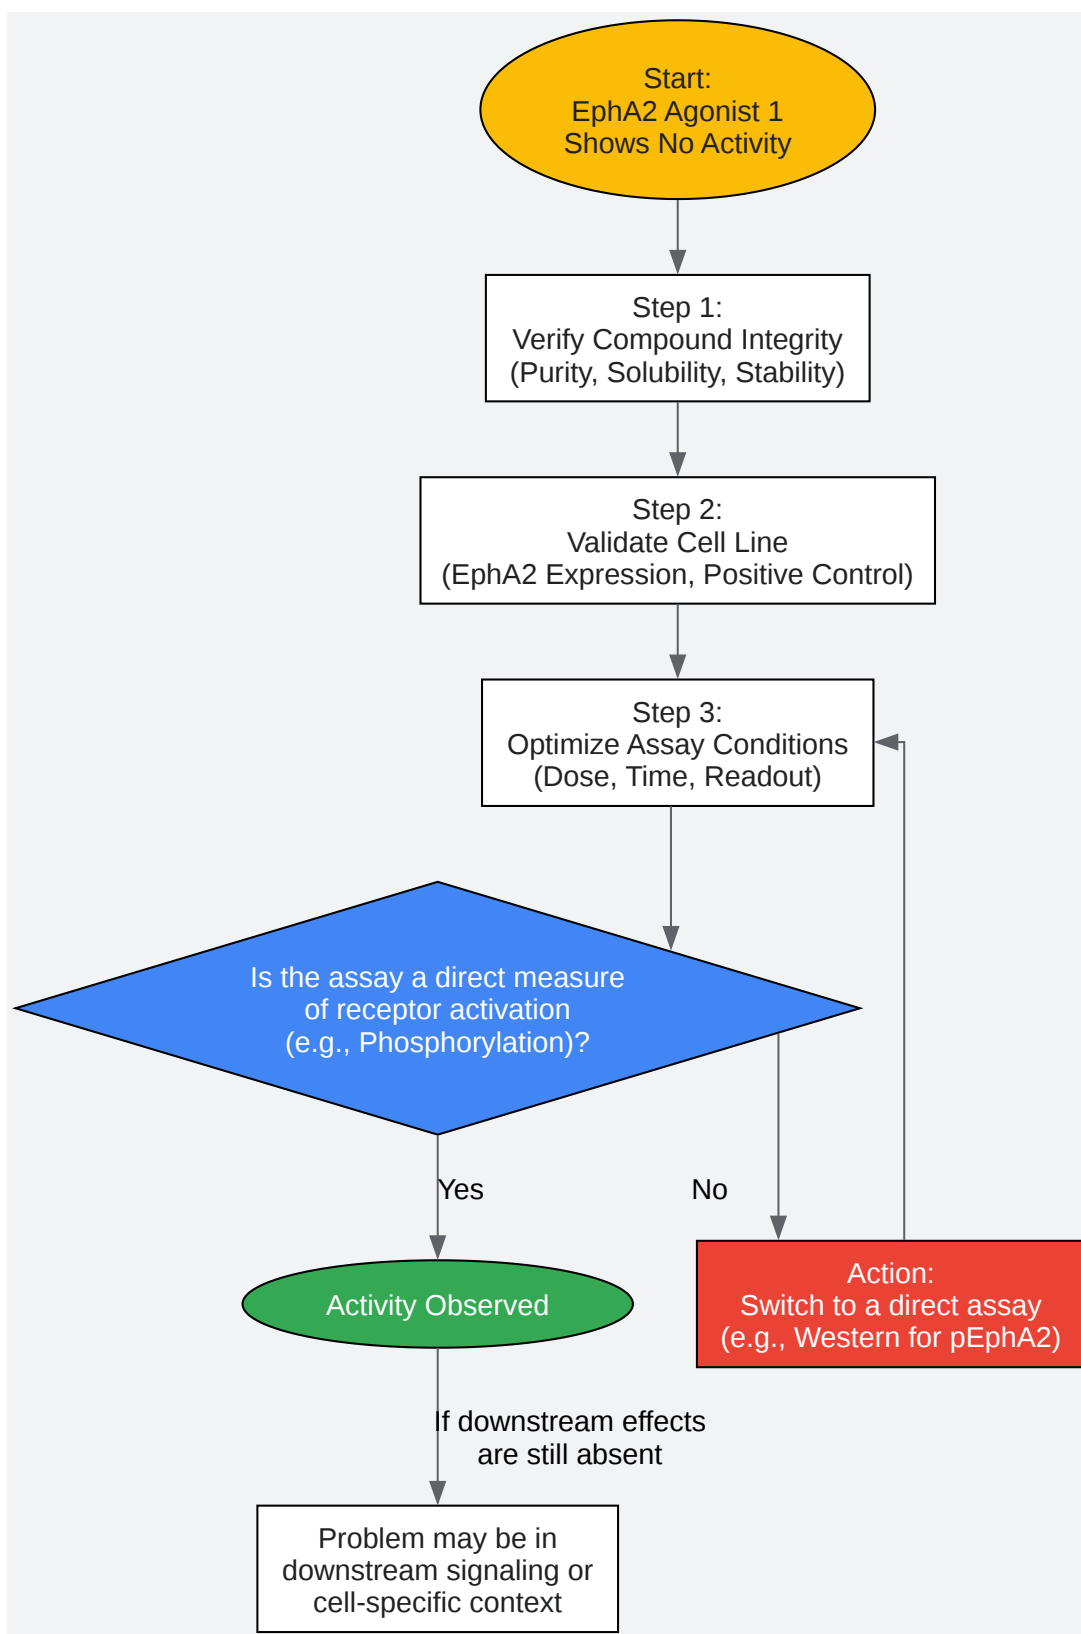 Start:
EphA2 Agonist 1
Shows No Activity
Step 1:
Verify Compound Integrity
(Purity, Solubility, Stability)
Step 2:
Validate Cell Line
(EphA2 Expression, Positive Control)
Step 3:
Optimize Assay Conditions
(Dose, Time, Readout)
Is the assay a direct measure
of receptor activation
(e.g., Phosphorylation)?
Yes
No
Activity Observed
Action:
Switch to a direct assay
(e.g., Western for pEphA2)
If downstream effects
are still absent
Problem may be in
downstream signaling or
cell-specific context